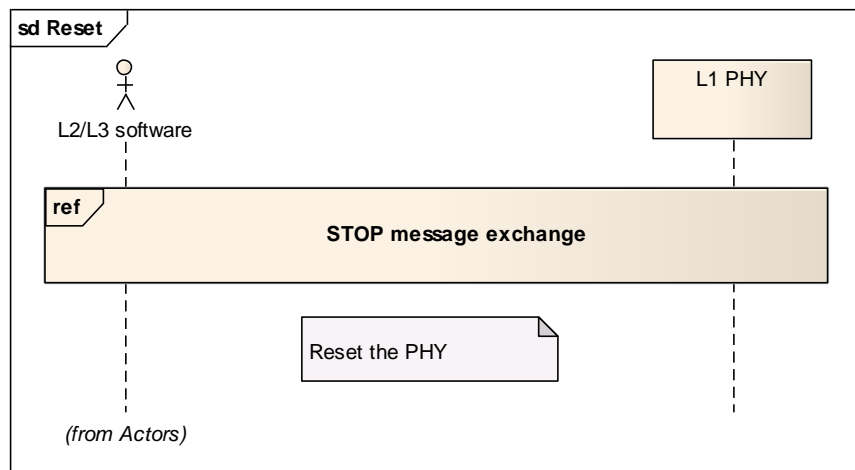 sd Reset
L2/L3 software
L1 PHY
ref
STOP message exchange
Reset the PHY
(from Actors)